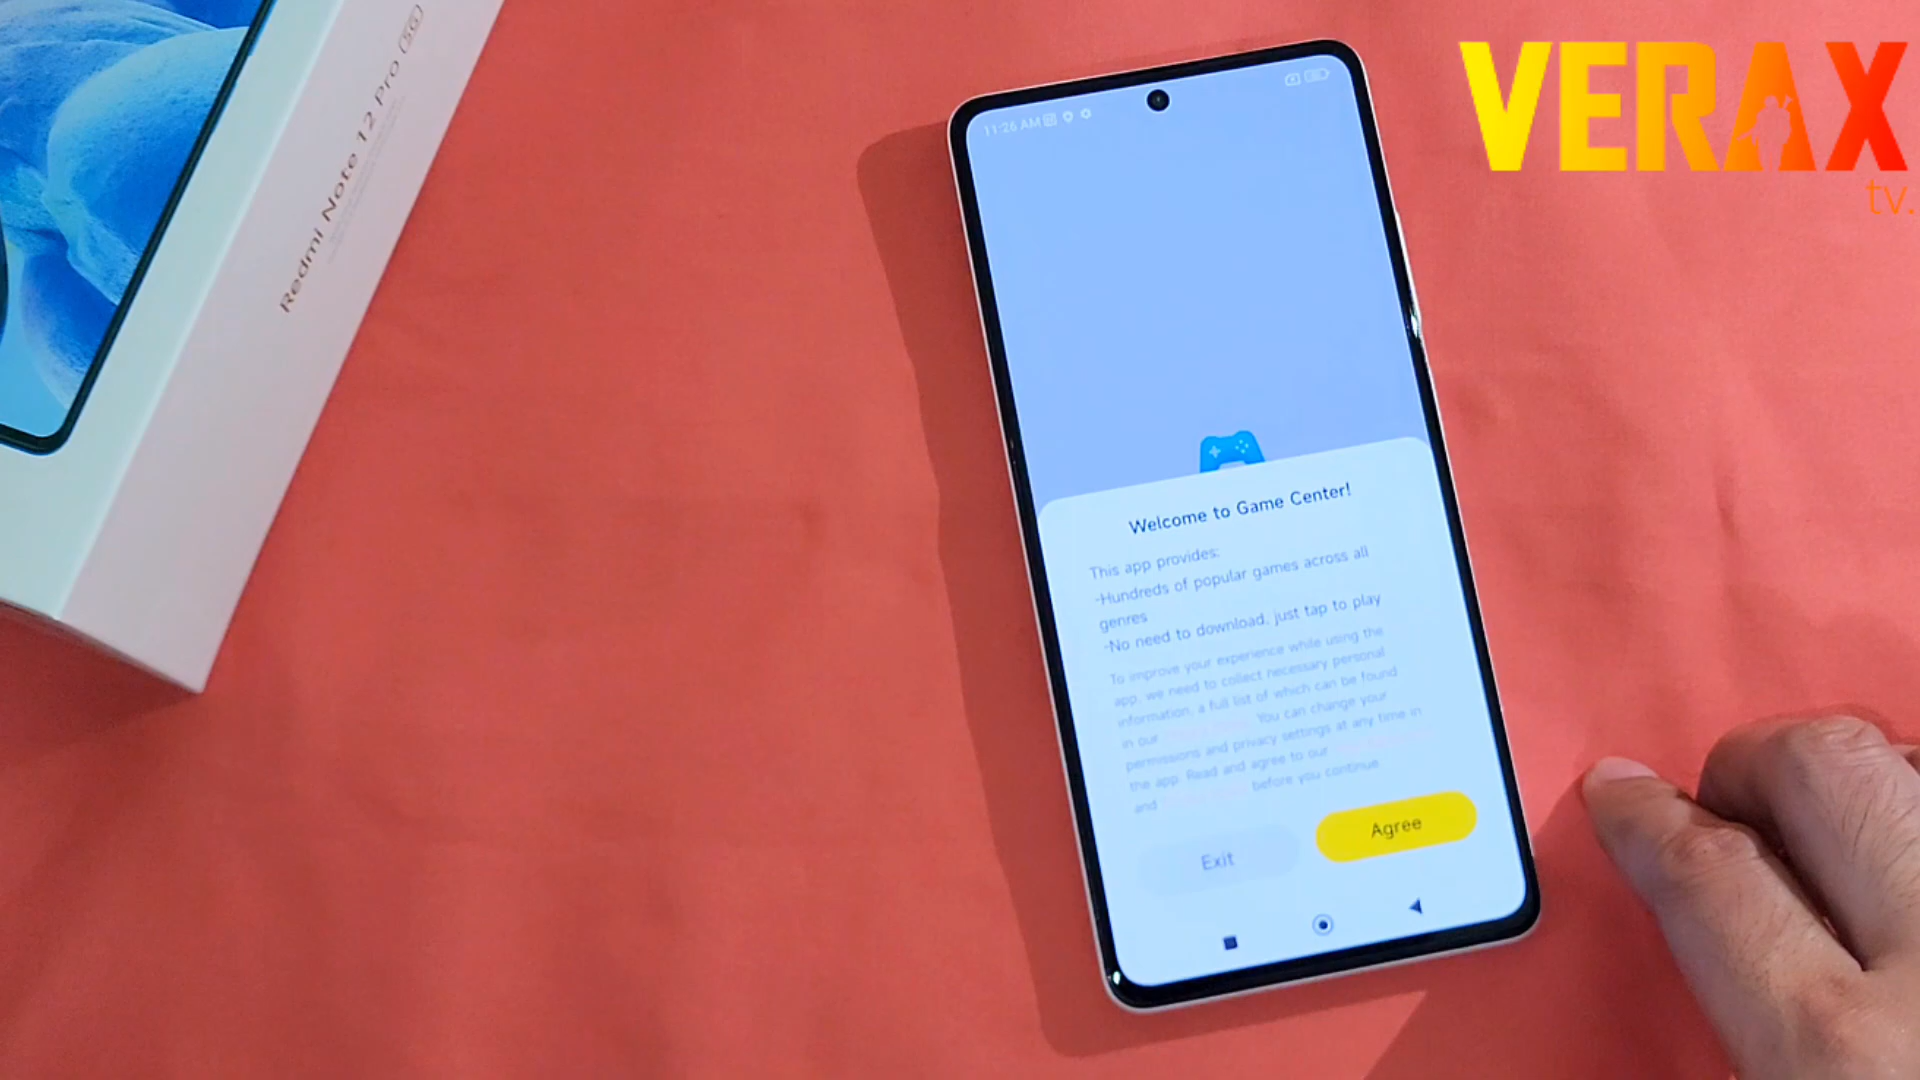 Redmi Note 12 Pro 5G
VERAX
tv.
11:26 AM
Welcome to Game Center!
This app provides:
-Hundreds of popular games across all
genres
-No need to download, just tap to play
To improve your experience while using the
app, we need to collect necessary personal
information, a full list of which can be found
in our You can change your
permissions and privacy settings at any time in
the app. Read and agree to our
and before you continue.
Exit
Agree